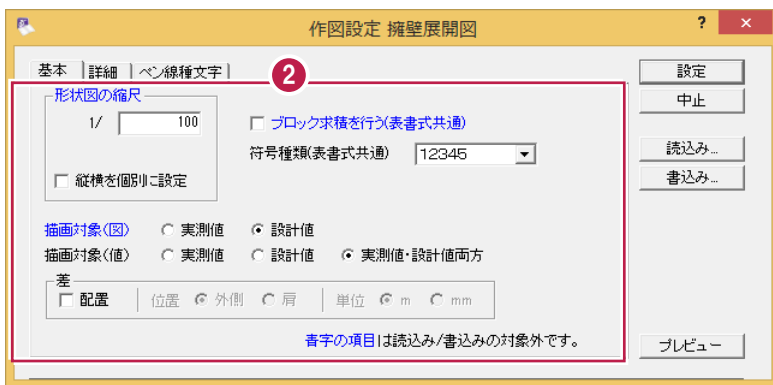 作図設定 擁壁展開図 ? ×
基本 詳細 ペン線種文字
2
設定
中止
読込み...
書込み...
プレビュー
形状図の縮尺
1/ 100
縦横を個別に設定
ブロック求積を行う(表書式共通)
符号種類(表書式共通) 12345
描画対象(図) 実測値 設計値
描画対象(値) 実測値 設計値 実測値・設計値両方
差
配置 位置 外側 肩 単位 m mm
青字の項目は読込み/書込みの対象外です。